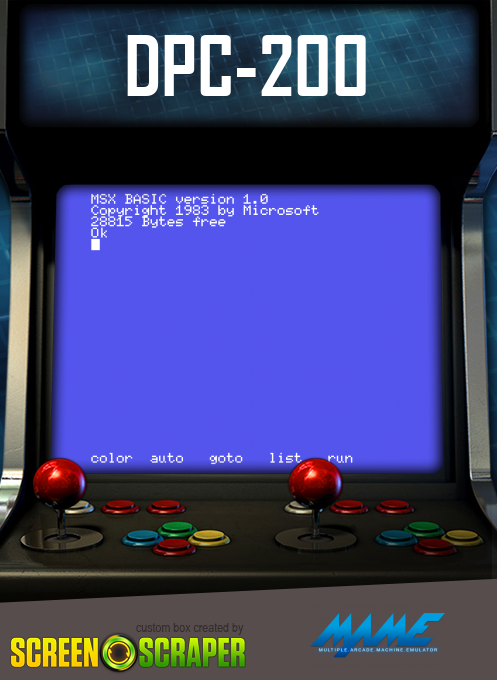 DPC-200
MSX BASIC version 1.0
Copyright 1983 by Microsoft
28815 Bytes free
Ok
color auto goto list run
custom box created by
SCREEN SCRAPER
MAME
MULTIPLE ARCADE MACHINE EMULATOR